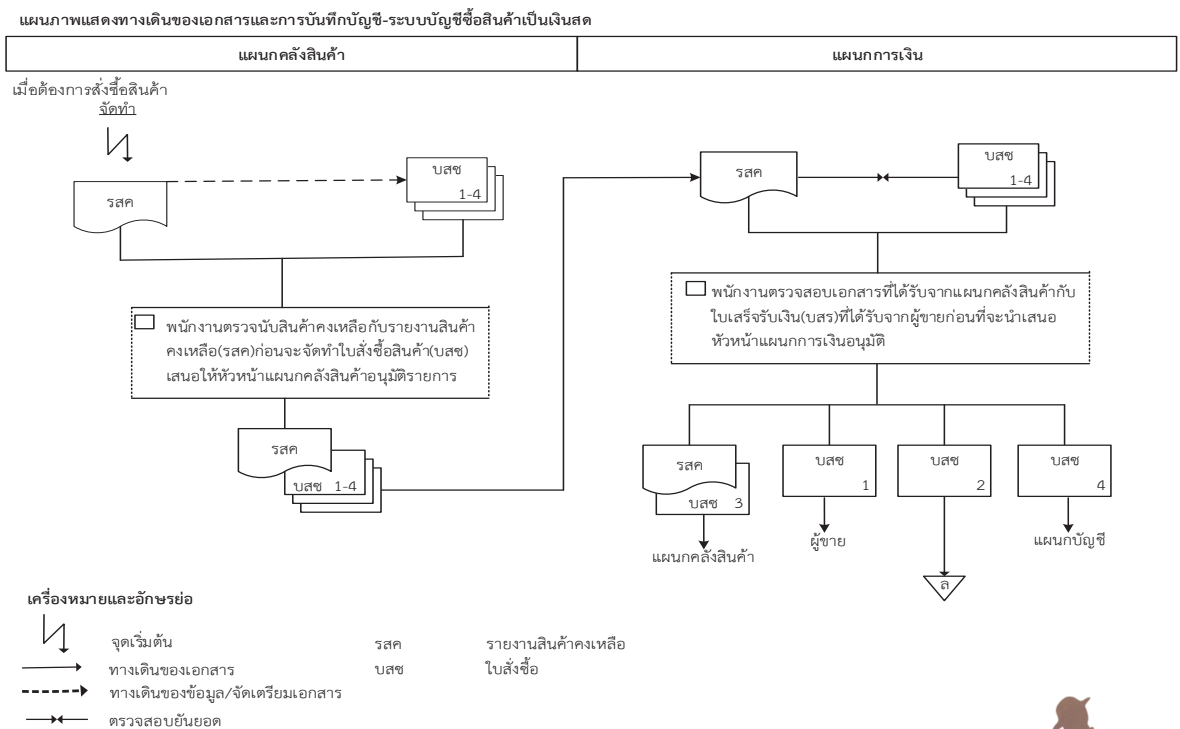 แผนภาพแสดงทางเดินของเอกสารและการบันทึกบัญชี-ระบบบัญชีซื้อสินค้าเป็นเงินสด
แผนกคลังสินค้า
แผนกการเงิน
เมื่อต้องการสั่งซื้อสินค้า
จัดทำ
รสค
บสซ
1-4
รสค
บสซ
1-4
พนักงานตรวจนับสินค้าคงเหลือกับรายงานสินค้า
คงเหลือ(รสค)ก่อนจะจัดทำใบสั่งซื้อสินค้า(บสซ)
เสนอให้หัวหน้าแผนกคลังสินค้าอนุมัติรายการ
พนักงานตรวจสอบเอกสารที่ได้รับจากแผนกคลังสินค้ากับ
ใบเสร็จรับเงิน(บสร)ที่ได้รับจากผู้ขายก่อนที่จะนำเสนอ
หัวหน้าแผนกการเงินอนุมัติ
รสค
บสซ 1-4
รสค
บสซ 3
บสซ
1
บสซ
2
บสซ
4
แผนกคลังสินค้า
ผู้ขาย
แผนกบัญชี
ล
เครื่องหมายและอักษรย่อ
จุดเริ่มต้น
รสค รายงานสินค้าคงเหลือ
ทางเดินของเอกสาร
บสซ ใบสั่งซื้อ
ทางเดินของข้อมูล/จัดเตรียมเอกสาร
ตรวจสอบยันยอด